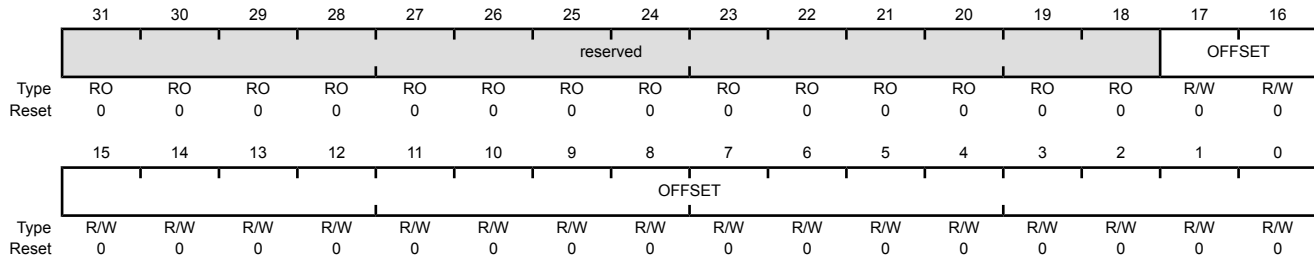 31 30 29 28 27 26 25 24 23 22 21 20 19 18 17 16
reserved OFFSET
Type RO RO RO RO RO RO RO RO RO RO RO RO RO RO R/W R/W
Reset 0 0 0 0 0 0 0 0 0 0 0 0 0 0 0 0
15 14 13 12 11 10 9 8 7 6 5 4 3 2 1 0
OFFSET
Type R/W R/W R/W R/W R/W R/W R/W R/W R/W R/W R/W R/W R/W R/W R/W R/W
Reset 0 0 0 0 0 0 0 0 0 0 0 0 0 0 0 0